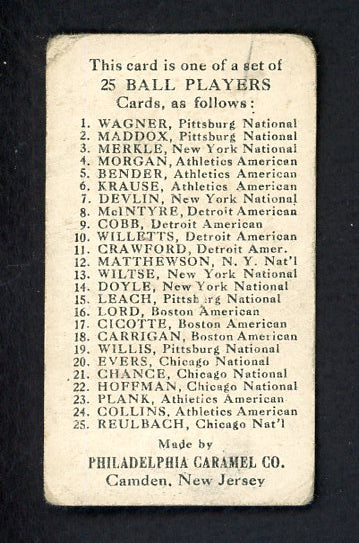 This card is one of a set of
25 BALL PLAYERS
Cards, as follows:
1. WAGNER, Pittsburg National
2. MADDOX, Pittsburg National
3. MERKLE, New York National
4. MORGAN, Athletics American
5. BENDER, Athletics American
6. KRAUSE, Athletics American
7. DEVLIN, New York National
8. McINTYRE, Detroit American
9. COBB, Detroit American
10. WILLETTS, Detroit American
11. CRAWFORD, Detroit Amer.
12. MATTHEWSON, N. Y. Nat'l
13. WILTSE, New York National
14. DOYLE, New York National
15. LEACH, Pittsburg National
16. LORD, Boston American
17. CICOTTE, Boston American
18. CARRIGAN, Boston American
19. WILLIS, Pittsburg National
20. EVERS, Chicago National
21. CHANCE, Chicago National
22. HOFFMAN, Chicago National
23. PLANK, Athletics American
24. COLLINS, Athletics American
25. REULBACH, Chicago Nat'l
Made by
PHILADELPHIA CARAMEL CO.
Camden, New Jersey